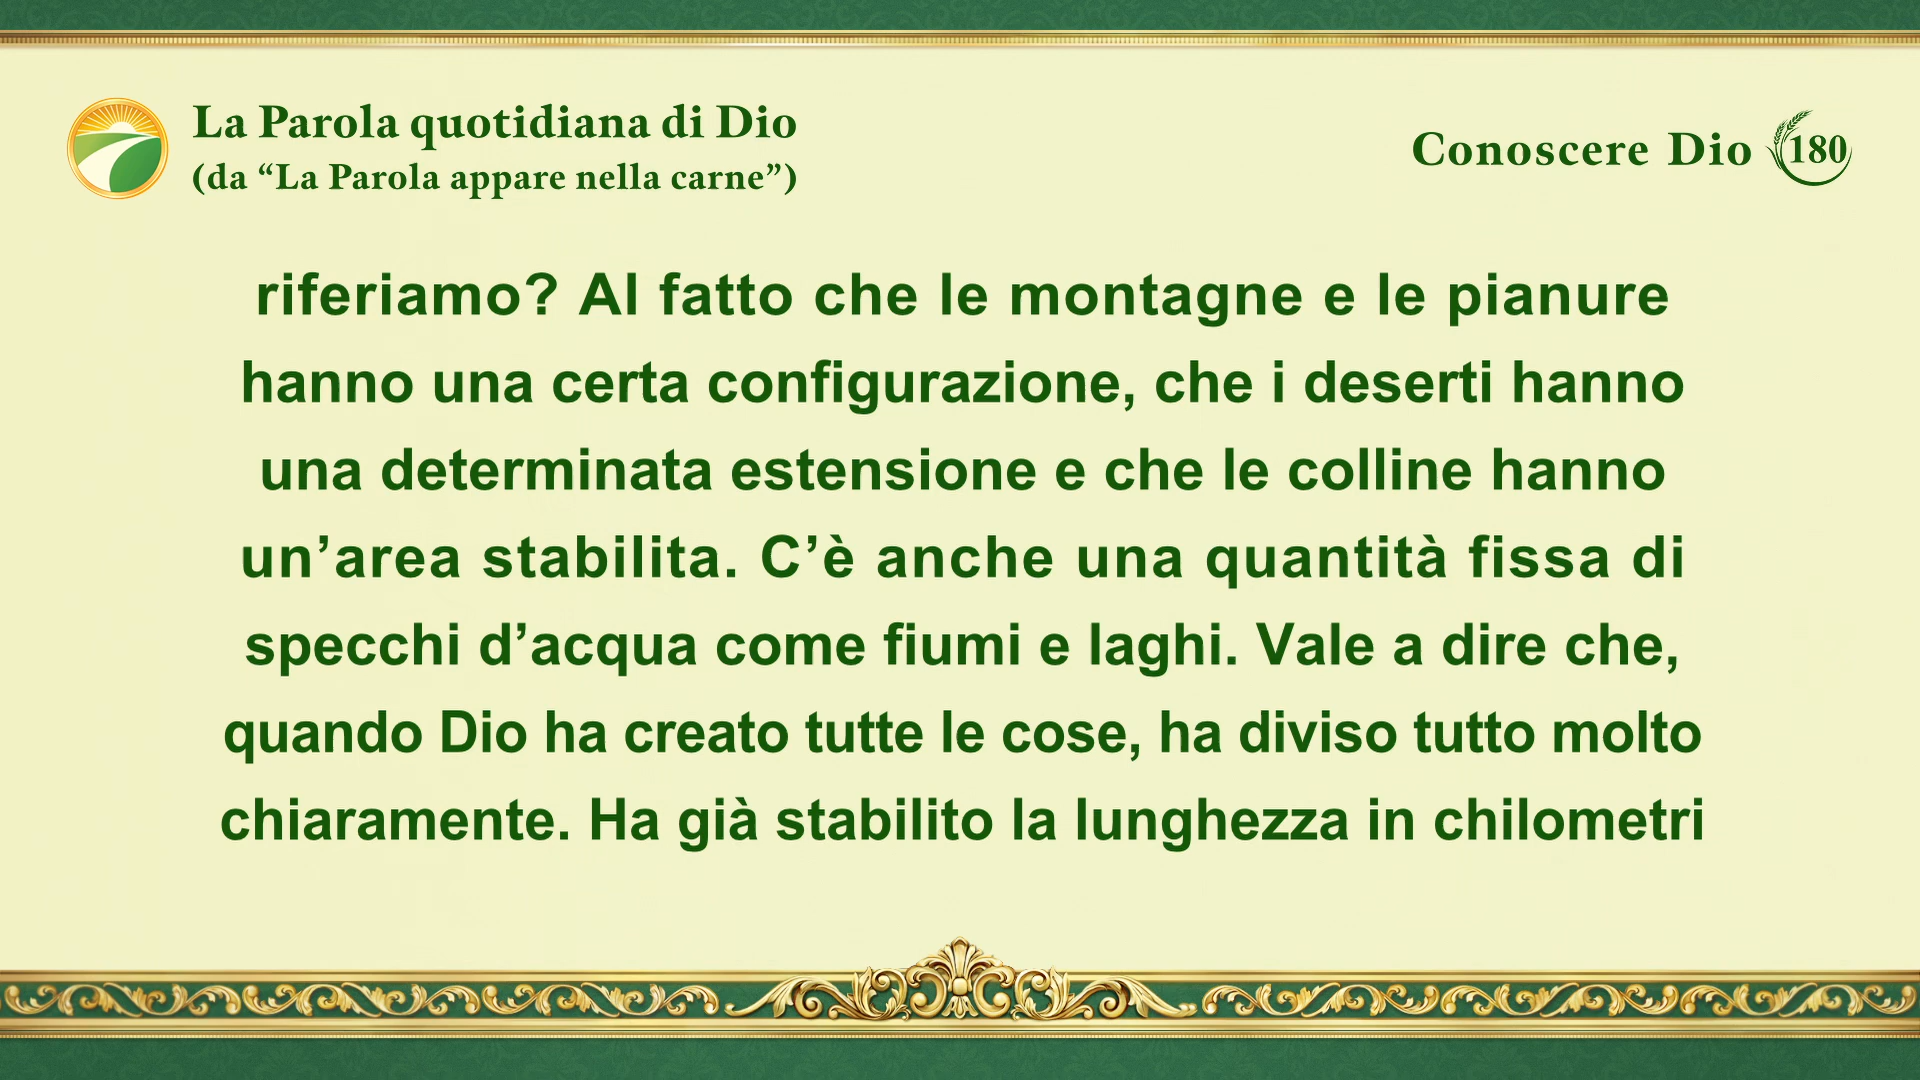 La Parola quotidiana di Dio
(da “La Parola appare nella carne”)
Conoscere Dio 180
riferiamo? Al fatto che le montagne e le pianure
hanno una certa configurazione, che i deserti hanno
una determinata estensione e che le colline hanno
un’area stabilita. C’è anche una quantità fissa di
specchi d’acqua come fiumi e laghi. Vale a dire che,
quando Dio ha creato tutte le cose, ha diviso tutto molto
chiaramente. Ha già stabilito la lunghezza in chilometri